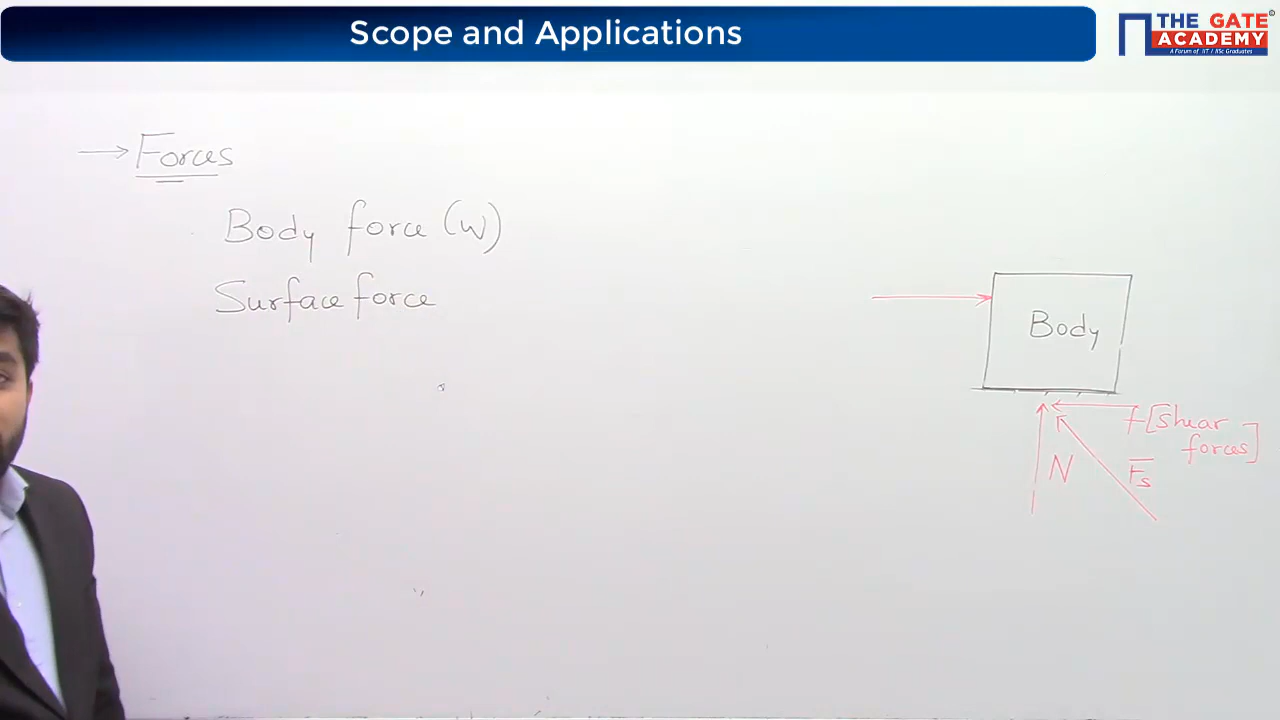 Scope and Applications
THE GATE
ACADEMY
A Forum of IIT / IISc Graduates
→ Forces
Body force (W)
Surface force
Body
f [shear
forces]
N
Fs